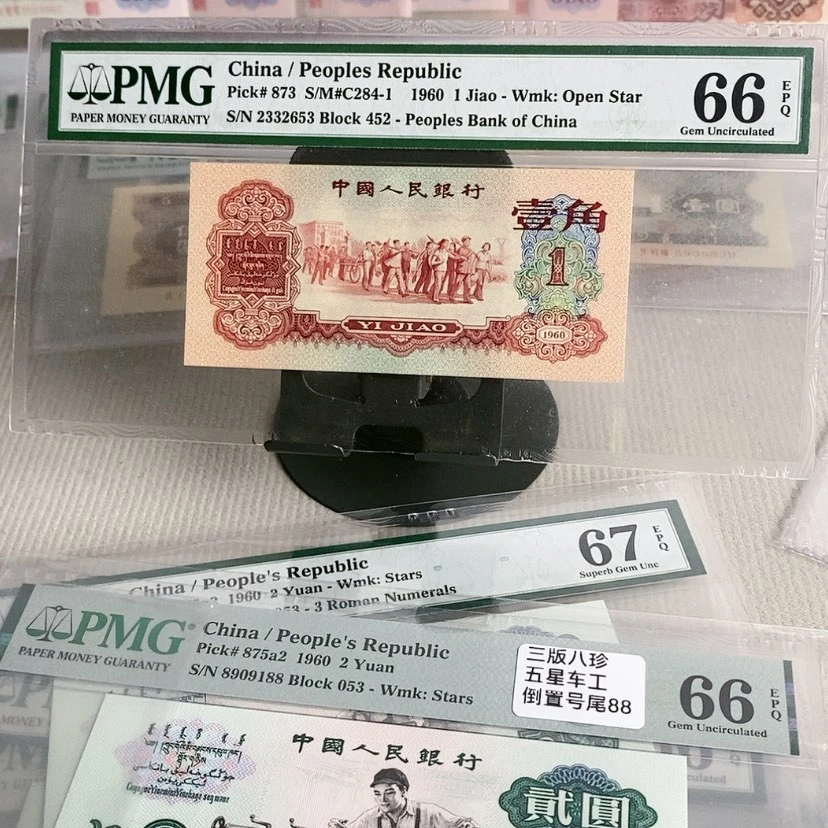 PMG
PAPER MONEY GUARANTY
China / Peoples Republic
Pick# 873 S/M#C284-1 1960 1 Jiao - Wmk: Open Star
S/N 2332653 Block 452 - Peoples Bank of China
66
EPQ
Gem Uncirculated
中國人民銀行
壹角
1
YI JIAO
1960
China / People's Republic
1960 2 Yuan - Wmk: Stars
053 - 3 Roman Numerals
67
EPQ
Superb Gem Unc
PMG®
PAPER MONEY GUARANTY
China / People's Republic
Pick# 875a2 1960 2 Yuan
S/N 8909188 Block 053 - Wmk: Stars
三版八珍
五星车工
倒置号尾88
66
EPQ
Gem Uncirculated
中國人民銀行
貳圓